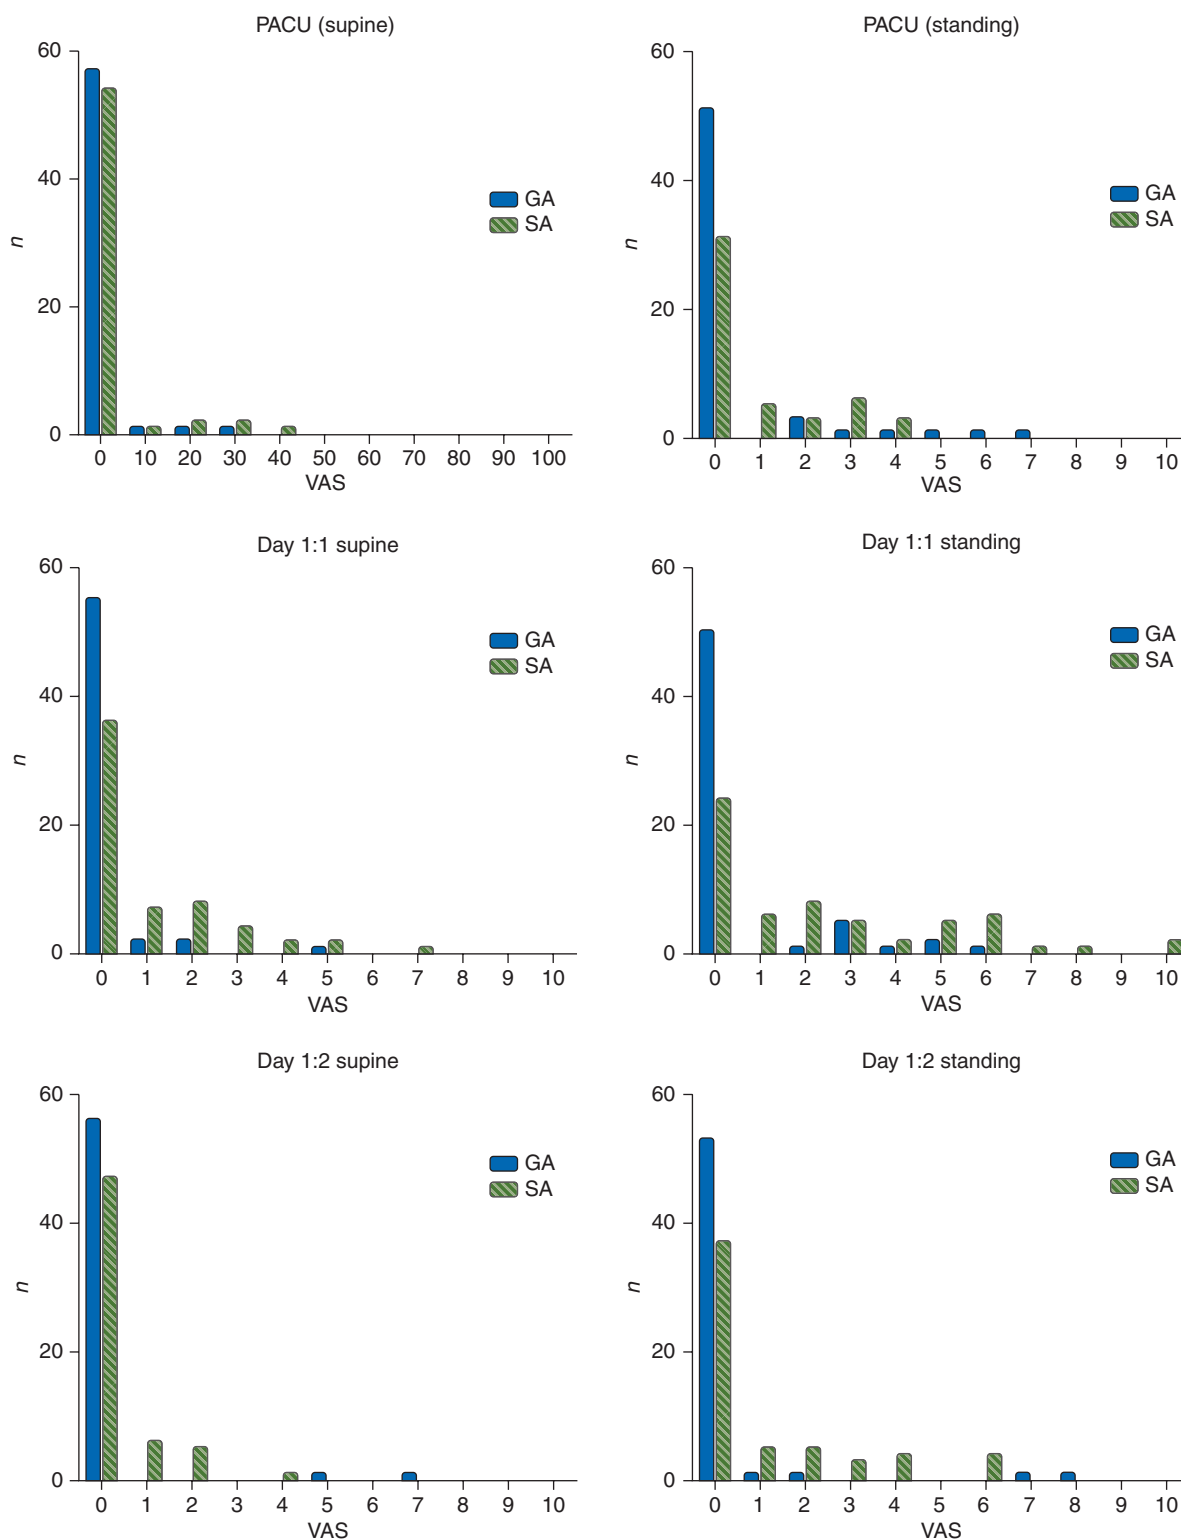 PACU (supine)
60
40
20
0
n
GA
SA
0 10 20 30 40 50 60 70 80 90 100
VAS
PACU (standing)
60
40
20
0
n
GA
SA
0 1 2 3 4 5 6 7 8 9 10
VAS
Day 1:1 supine
60
40
20
0
n
GA
SA
0 1 2 3 4 5 6 7 8 9 10
VAS
Day 1:1 standing
60
40
20
0
n
GA
SA
0 1 2 3 4 5 6 7 8 9 10
VAS
Day 1:2 supine
60
40
20
0
n
GA
SA
0 1 2 3 4 5 6 7 8 9 10
VAS
Day 1:2 standing
60
40
20
0
n
GA
SA
0 1 2 3 4 5 6 7 8 9 10
VAS